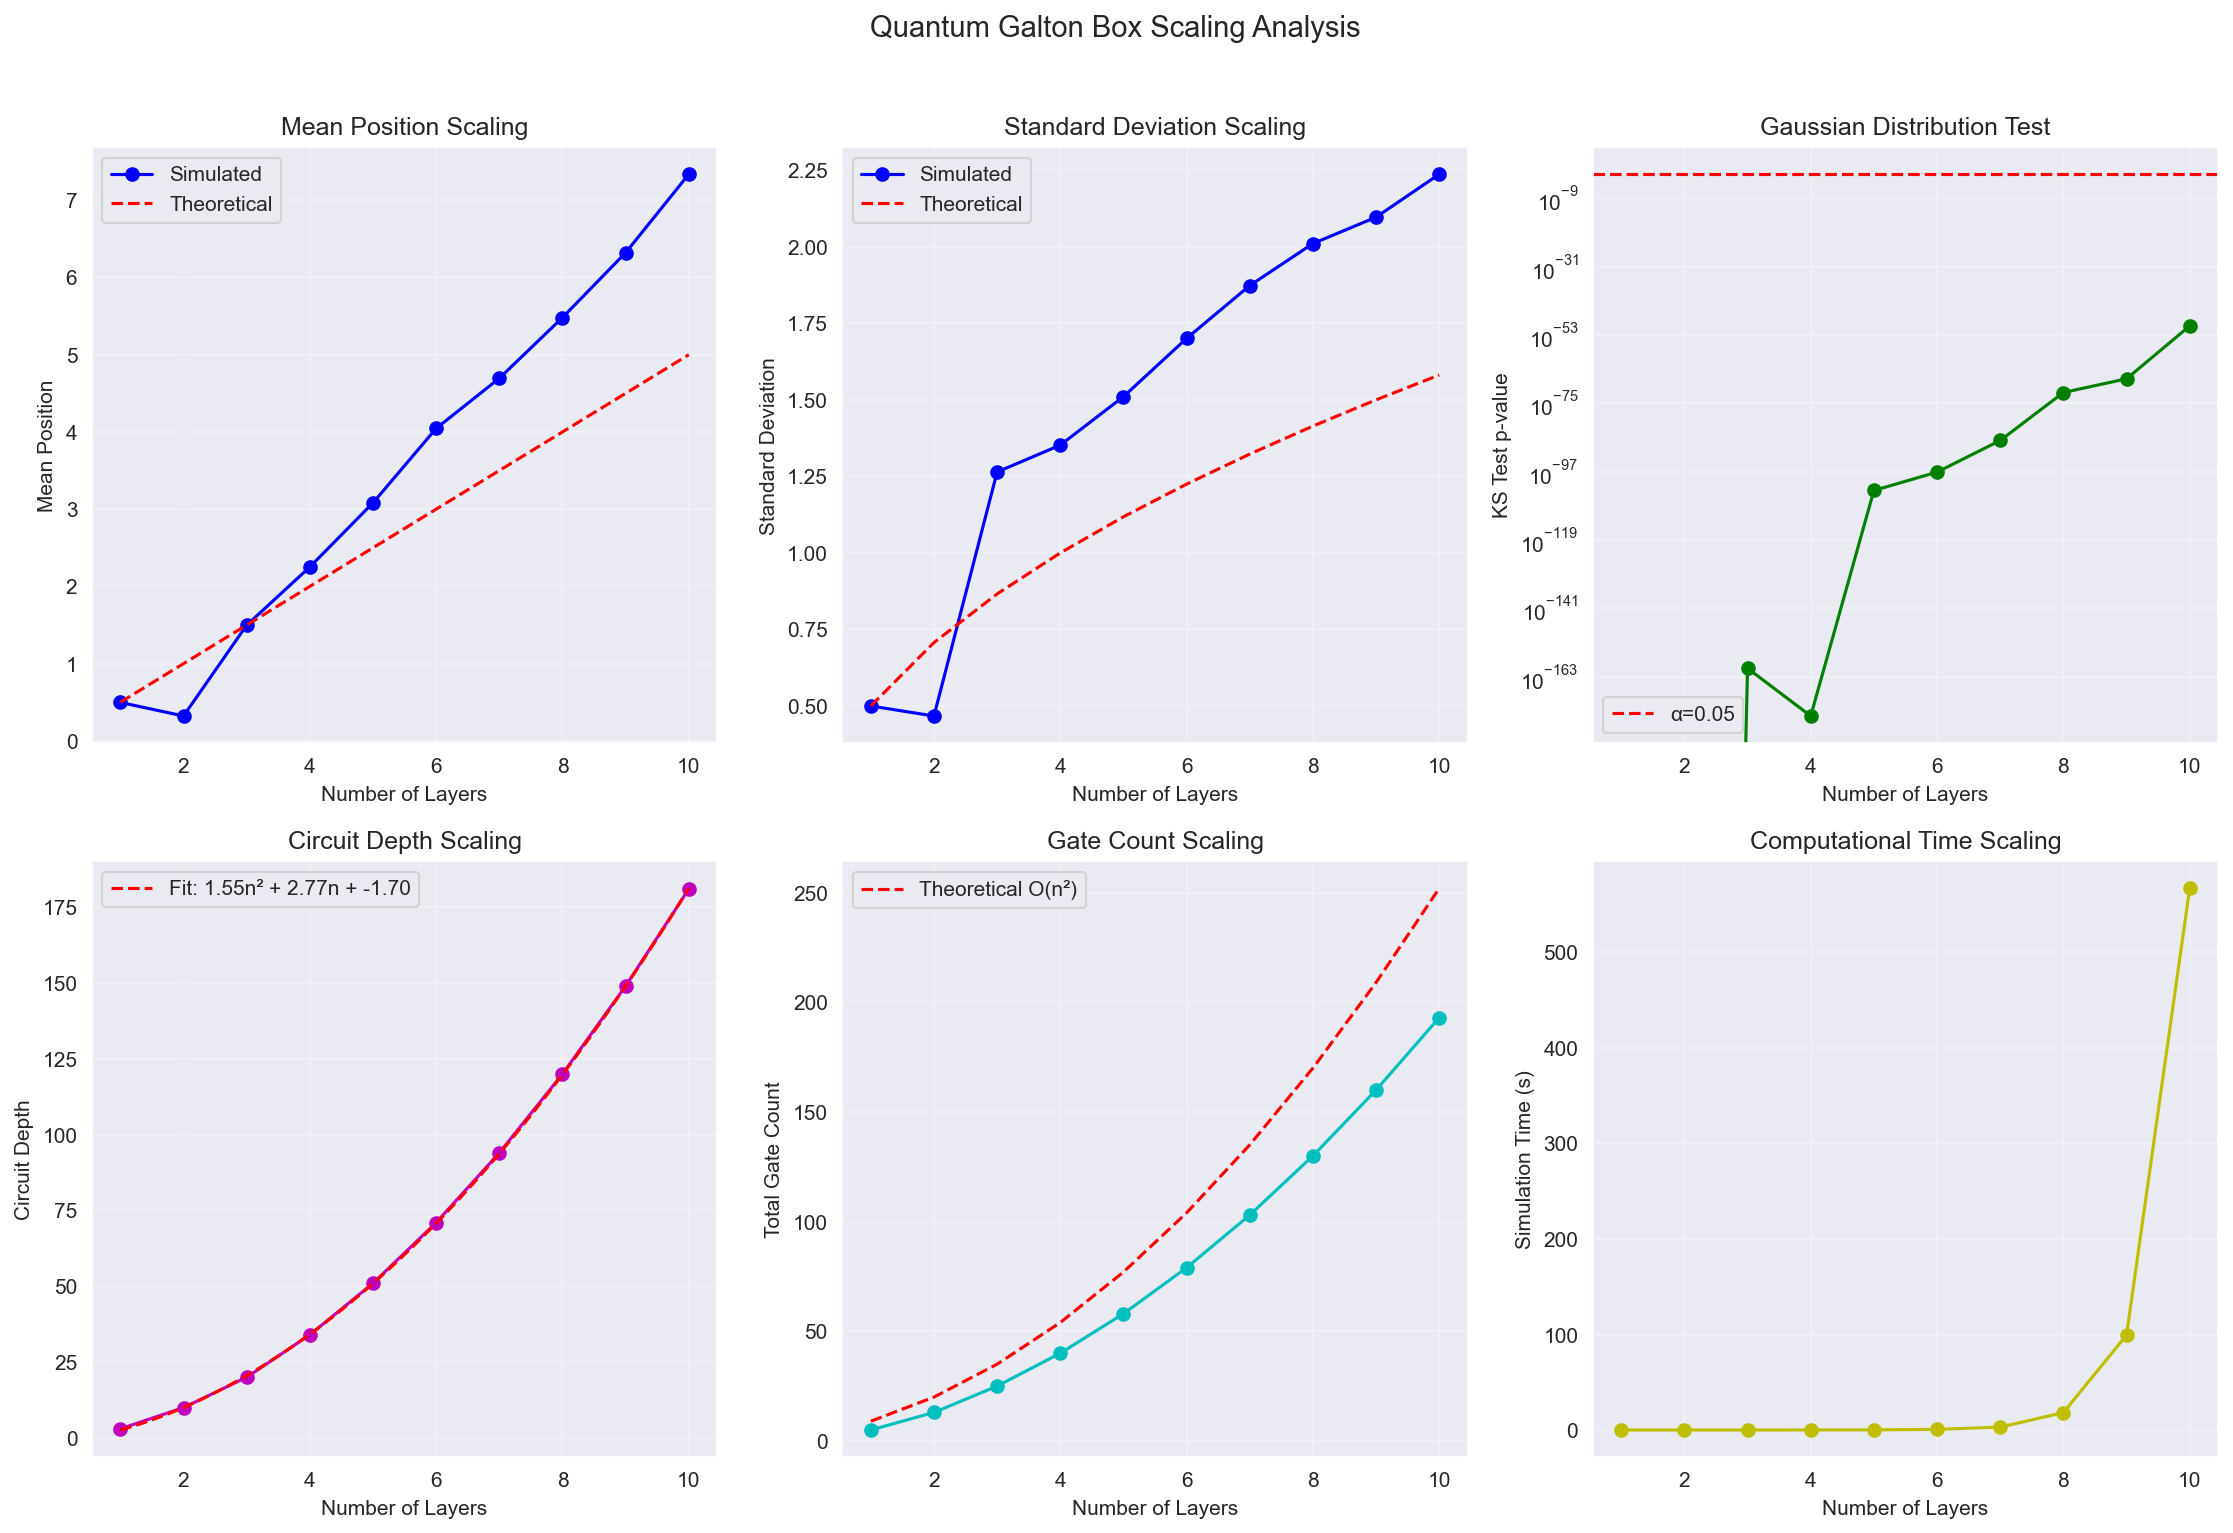 Quantum Galton Box Scaling Analysis
Mean Position Scaling
Simulated
Theoretical
7
6
5
4
3
2
1
0
Mean Position
2 4 6 8 10
Number of Layers
Standard Deviation Scaling
Simulated
Theoretical
2.25
2.00
1.75
1.50
1.25
1.00
0.75
0.50
Standard Deviation
2 4 6 8 10
Number of Layers
Gaussian Distribution Test
10⁻⁹
10⁻³¹
10⁻⁵³
10⁻⁷⁵
10⁻⁹⁷
10⁻¹¹⁹
10⁻¹⁴¹
10⁻¹⁶³
KS Test p-value
α=0.05
2 4 6 8 10
Number of Layers
Circuit Depth Scaling
Fit: 1.55n² + 2.77n + -1.70
175
150
125
100
75
50
25
0
Circuit Depth
2 4 6 8 10
Number of Layers
Gate Count Scaling
Theoretical O(n²)
250
200
150
100
50
0
Total Gate Count
2 4 6 8 10
Number of Layers
Computational Time Scaling
500
400
300
200
100
0
Simulation Time (s)
2 4 6 8 10
Number of Layers